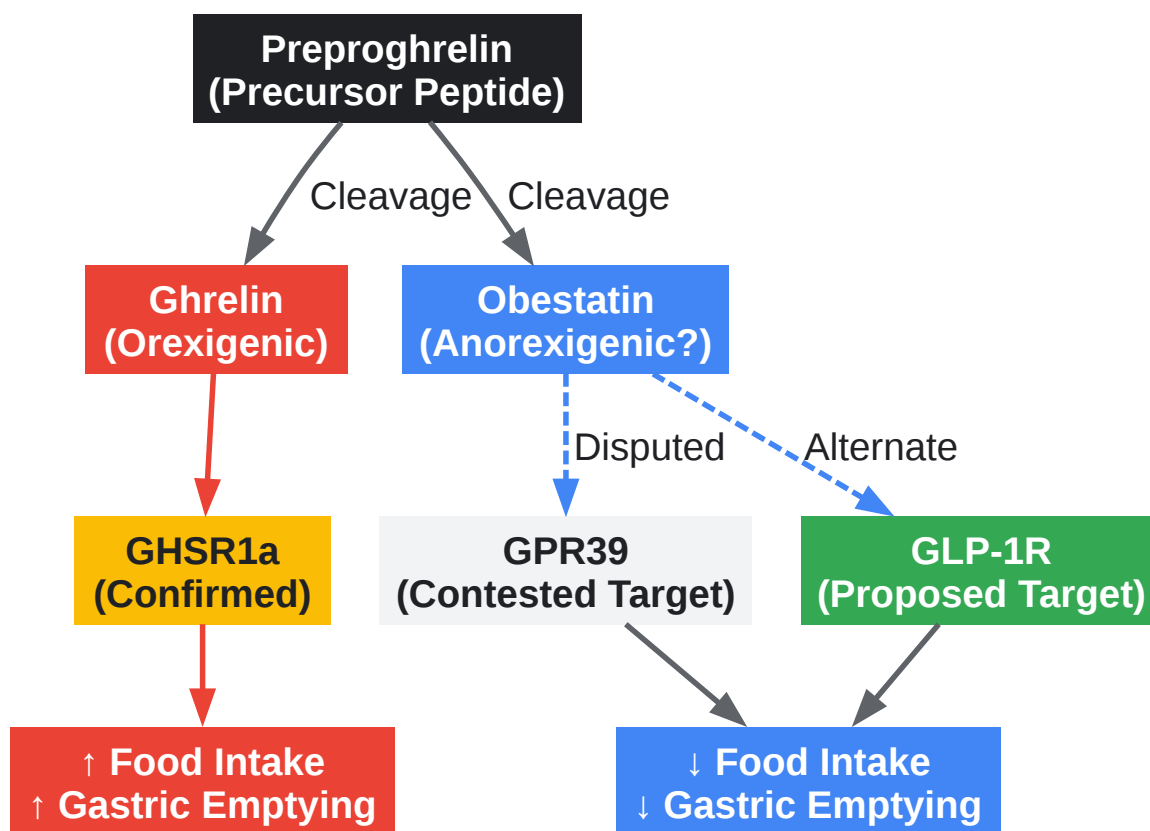 Preproghrelin
(Precursor Peptide)
Cleavage
Cleavage
Ghrelin
(Orexigenic)
Obestatin
(Anorexigenic?)
Disputed
Alternate
GHSR1a
(Confirmed)
GPR39
(Contested Target)
GLP-1R
(Proposed Target)
↑ Food Intake
↑ Gastric Emptying
↓ Food Intake
↓ Gastric Emptying